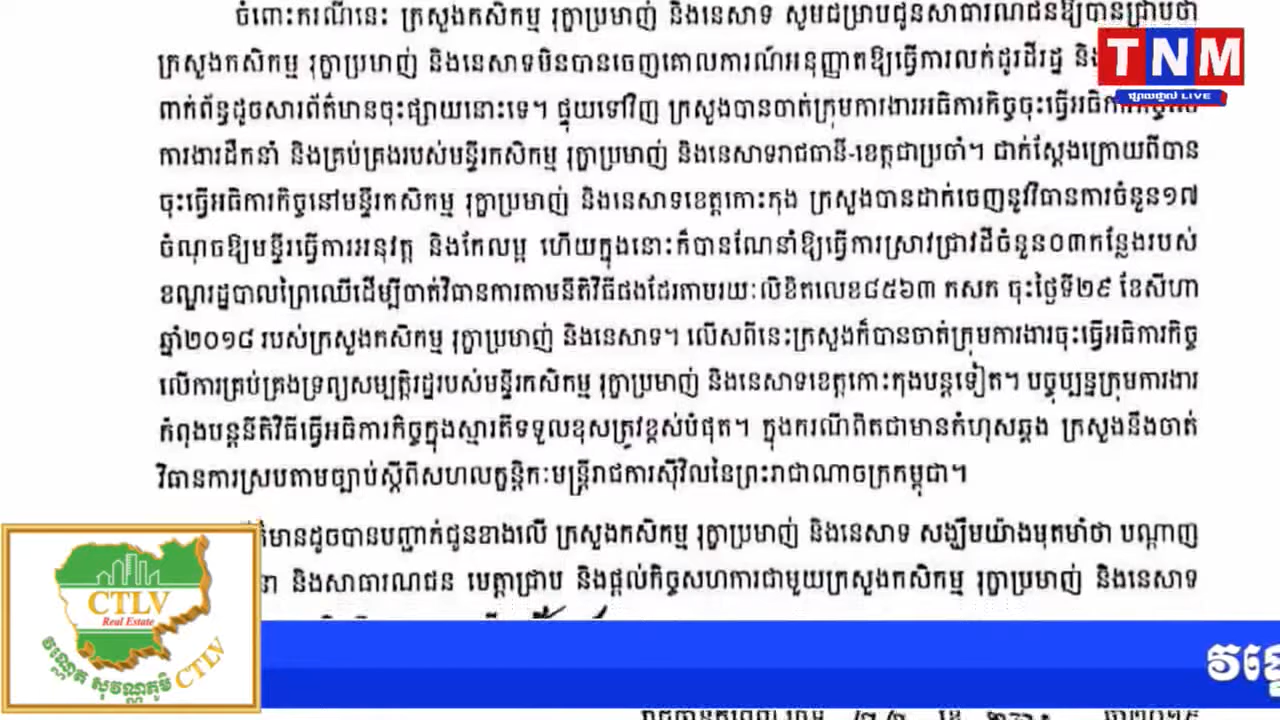 ចំពោះករណីនេះ ក្រសួងកសិកម្ម រុក្ខាប្រមាញ់ និងនេសាទ សូមជម្រាបជូនសាធារណជនឱ្យបានជ្រាបថា
ក្រសួងកសិកម្ម រុក្ខាប្រមាញ់ និងនេសាទមិនបានចេញគោលការណ៍អនុញ្ញាតឱ្យធ្វើការលក់ដូរដីរដ្ឋ
ពាក់ព័ន្ធដូចសារព័ត៌មានចុះផ្សាយនោះទេ។ ផ្ទុយទៅវិញ ក្រសួងបានចាត់ក្រុមការងារអធិការកិច្ចចុះធ្វើ
ការងារដឹកនាំ និងគ្រប់គ្រងរបស់មន្ទីរកសិកម្ម រុក្ខាប្រមាញ់ និងនេសាទរាជធានី-ខេត្តជាប្រចាំ។ ជាក់ស្តែងក្រោយពីបាន
ចុះធ្វើអធិការកិច្ចនៅមន្ទីរកសិកម្ម រុក្ខាប្រមាញ់ និងនេសាទខេត្តកោះកុង ក្រសួងបានដាក់ចេញនូវវិធានការចំនួន១៧
ចំណុចឱ្យមន្ទីរធ្វើការអនុវត្ត និងកែលម្អ ហើយក្នុងនោះក៏បានណែនាំឱ្យធ្វើការស្រាវជ្រាវដីចំនួន០៣កន្លែងរបស់
ខណ្ឌរដ្ឋបាលព្រៃឈើដើម្បីចាត់វិធានការតាមនីតិវិធីផងដែរតាមរយៈលិខិតលេខ៨៥៦៣ កសក ចុះថ្ងៃទី២៩ ខែសីហា
ឆ្នាំ២០១៨ របស់ក្រសួងកសិកម្ម រុក្ខាប្រមាញ់ និងនេសាទ។ លើសពីនេះក្រសួងក៏បានចាត់ក្រុមការងារចុះធ្វើអធិការកិច្ច
លើការគ្រប់គ្រងទ្រព្យសម្បត្តិរដ្ឋរបស់មន្ទីរកសិកម្ម រុក្ខាប្រមាញ់ និងនេសាទខេត្តកោះកុងបន្តទៀត។ បច្ចុប្បន្នក្រុមការងារ
កំពុងបន្តនីតិវិធីធ្វើអធិការកិច្ចក្នុងស្មារតីទទួលខុសត្រូវខ្ពស់បំផុត។ ក្នុងករណីពិតជាមានកំហុសឆ្គង ក្រសួងនឹងចាត់
វិធានការស្របតាមច្បាប់ស្តីពីសហលក្ខន្តិកៈមន្ត្រីរាជការស៊ីវិលនៃព្រះរាជាណាចក្រកម្ពុជា។
ដូចបានបញ្ជាក់ជូនខាងលើ ក្រសួងកសិកម្ម រុក្ខាប្រមាញ់ និងនេសាទ សង្ឃឹមយ៉ាងមុតមាំថា បណ្តាញ
និងសាធារណជន មេត្តាជ្រាប និងផ្តល់កិច្ចសហការជាមួយក្រសួងកសិកម្ម រុក្ខាប្រមាញ់ និងនេសាទ
TNM
ផ្សាយផ្ទាល់ LIVE
CTLV
Real Estate
វណ្ណេត សុវណ្ណភូមិ CTLV